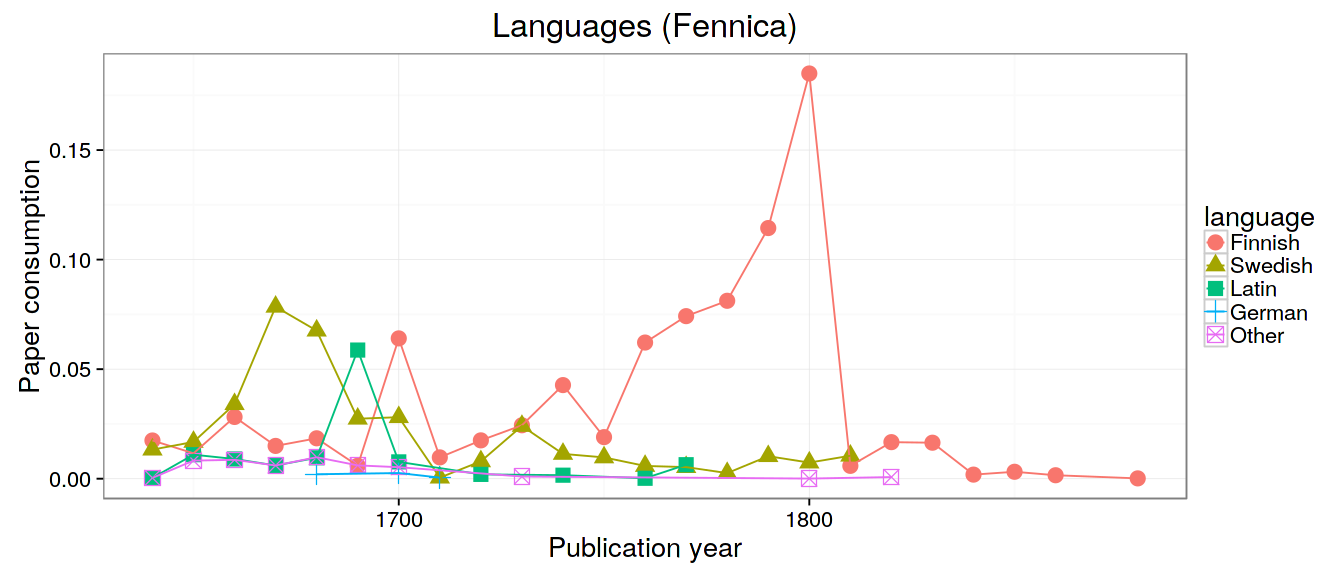 Languages (Fennica)
0.15
0.10
0.05
0.00
Paper consumption
1700
1800
Publication year
language
Finnish
Swedish
Latin
German
Other